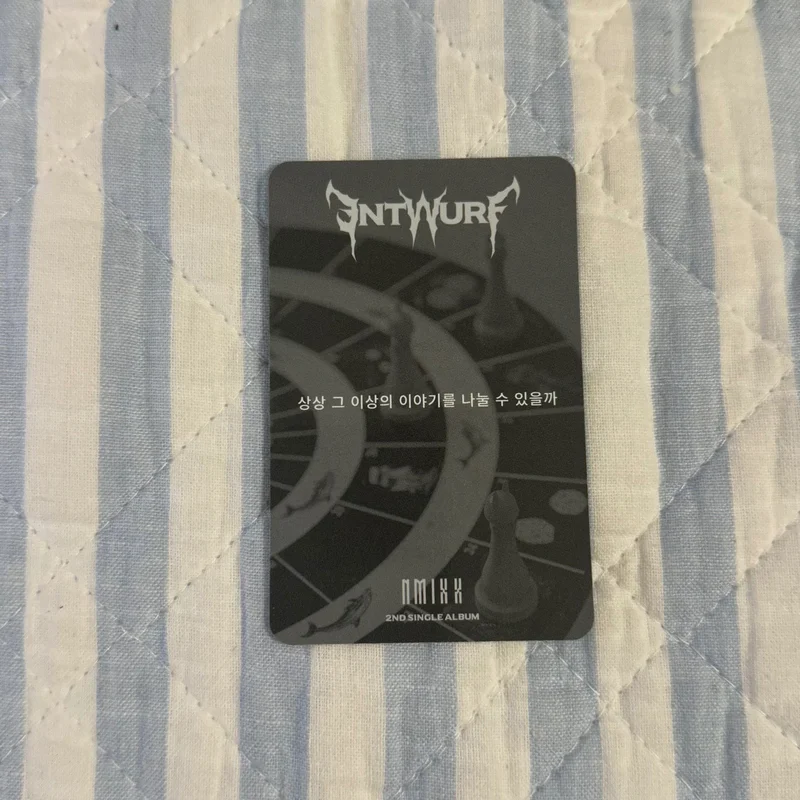 ENTWURF
상상 그 이상의 이야기를 나눌 수 있을까
NMIXX
2ND SINGLE ALBUM